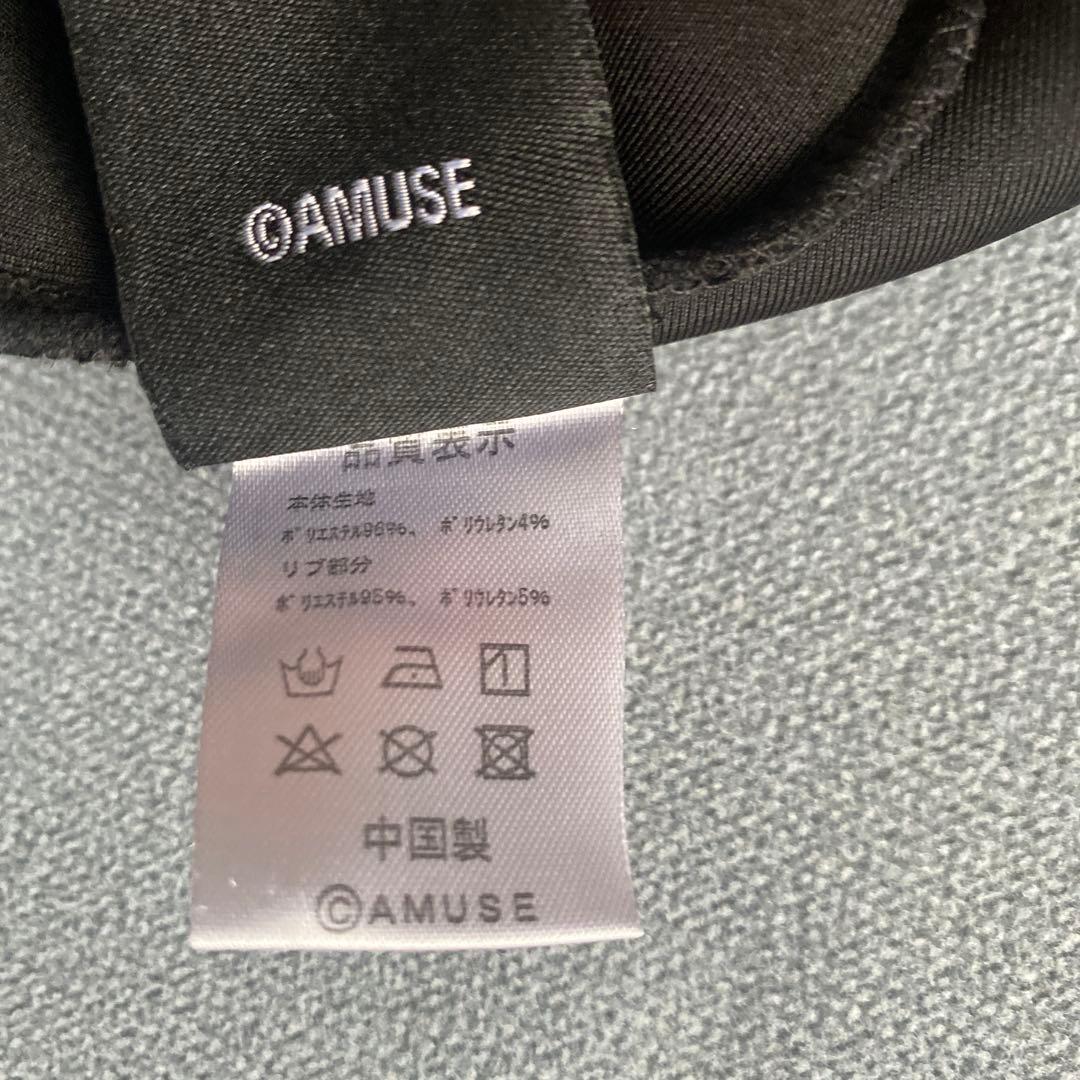 ©AMUSE
品質表示
本体生地
ポリエステル96%、 ポリウレタン4%
リブ部分
ポリエステル95%、 ポリウレタン5%
中国製
©AMUSE